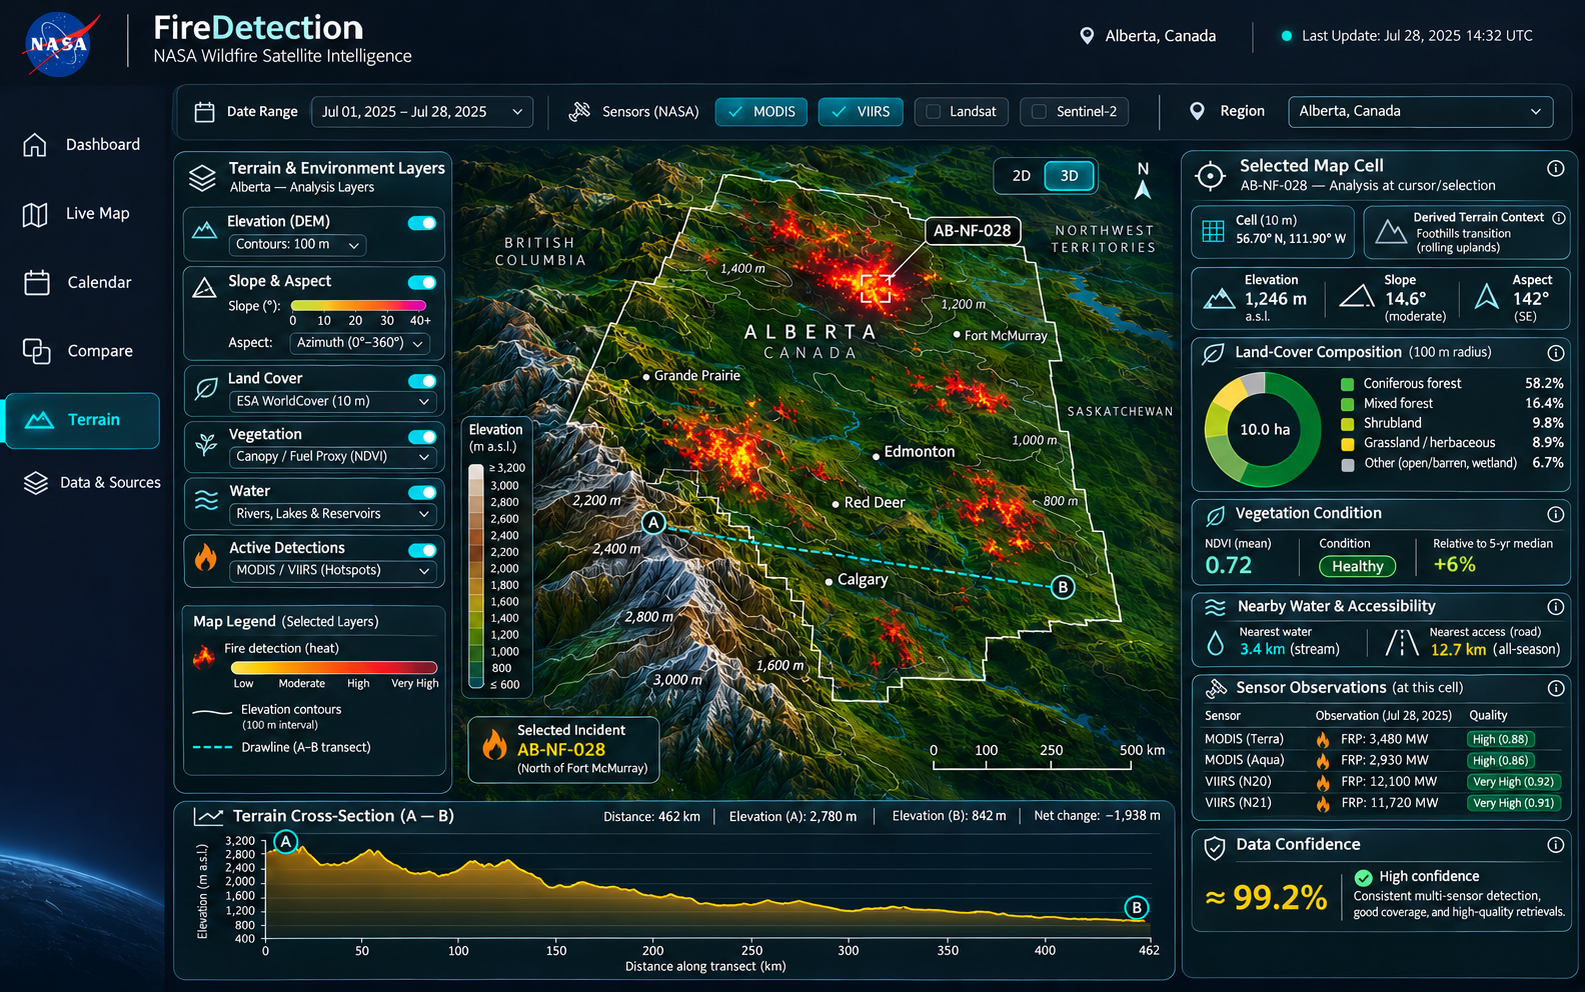 NASA
FireDetection
NASA Wildfire Satellite Intelligence
Alberta, Canada
Last Update: Jul 28, 2025 14:32 UTC
Dashboard
Live Map
Calendar
Compare
Terrain
Data & Sources
Date Range
Jul 01, 2025 – Jul 28, 2025
Sensors (NASA)
MODIS
VIIRS
Landsat
Sentinel-2
Region
Alberta, Canada
Terrain & Environment Layers
Alberta — Analysis Layers
Elevation (DEM)
Contours: 100 m
Slope & Aspect
Slope (°):
0 10 20 30 40+
Aspect: Azimuth (0°–360°)
Land Cover
ESA WorldCover (10 m)
Vegetation
Canopy / Fuel Proxy (NDVI)
Water
Rivers, Lakes & Reservoirs
Active Detections
MODIS / VIIRS (Hotspots)
Map Legend (Selected Layers)
Fire detection (heat)
Low Moderate High Very High
Elevation contours
(100 m interval)
Drawline (A–B transect)
2D 3D
N
AB-NF-028
BRITISH
COLUMBIA
NORTHWEST
TERRITORIES
1,400 m
1,200 m
ALBERTA
CANADA
Fort McMurray
Grande Prairie
SASKATCHEWAN
1,000 m
Edmonton
Red Deer
800 m
2,200 m
A
2,400 m
Calgary
B
2,800 m
1,600 m
3,000 m
Elevation
(m a.s.l.)
≥ 3,200
3,000
2,800
2,600
2,400
2,200
2,000
1,800
1,600
1,400
1,200
1,000
800
≤ 600
Selected Incident
AB-NF-028
(North of Fort McMurray)
0 100 250 500 km
Terrain Cross-Section (A — B)
Distance: 462 km
Elevation (A): 2,780 m
Elevation (B): 842 m
Net change: −1,938 m
Elevation (m a.s.l.)
3,200
2,800
2,400
2,000
1,600
1,200
800
400
A
B
0 50 100 150 200 250 300 350 400 462
Distance along transect (km)
Selected Map Cell
AB-NF-028 — Analysis at cursor/selection
Cell (10 m)
56.70° N, 111.90° W
Derived Terrain Context
Foothills transition
(rolling uplands)
Elevation
1,246 m
a.s.l.
Slope
14.6°
(moderate)
Aspect
142°
(SE)
Land-Cover Composition (100 m radius)
10.0 ha
Coniferous forest 58.2%
Mixed forest 16.4%
Shrubland 9.8%
Grassland / herbaceous 8.9%
Other (open/barren, wetland) 6.7%
Vegetation Condition
NDVI (mean)
0.72
Condition
Healthy
Relative to 5-yr median
+6%
Nearby Water & Accessibility
Nearest water
3.4 km (stream)
Nearest access (road)
12.7 km (all-season)
Sensor Observations (at this cell)
Sensor Observation (Jul 28, 2025) Quality
MODIS (Terra) FRP: 3,480 MW High (0.88)
MODIS (Aqua) FRP: 2,930 MW High (0.86)
VIIRS (N20) FRP: 12,100 MW Very High (0.92)
VIIRS (N21) FRP: 11,720 MW Very High (0.91)
Data Confidence
≈ 99.2%
High confidence
Consistent multi-sensor detection,
good coverage, and high-quality retrievals.